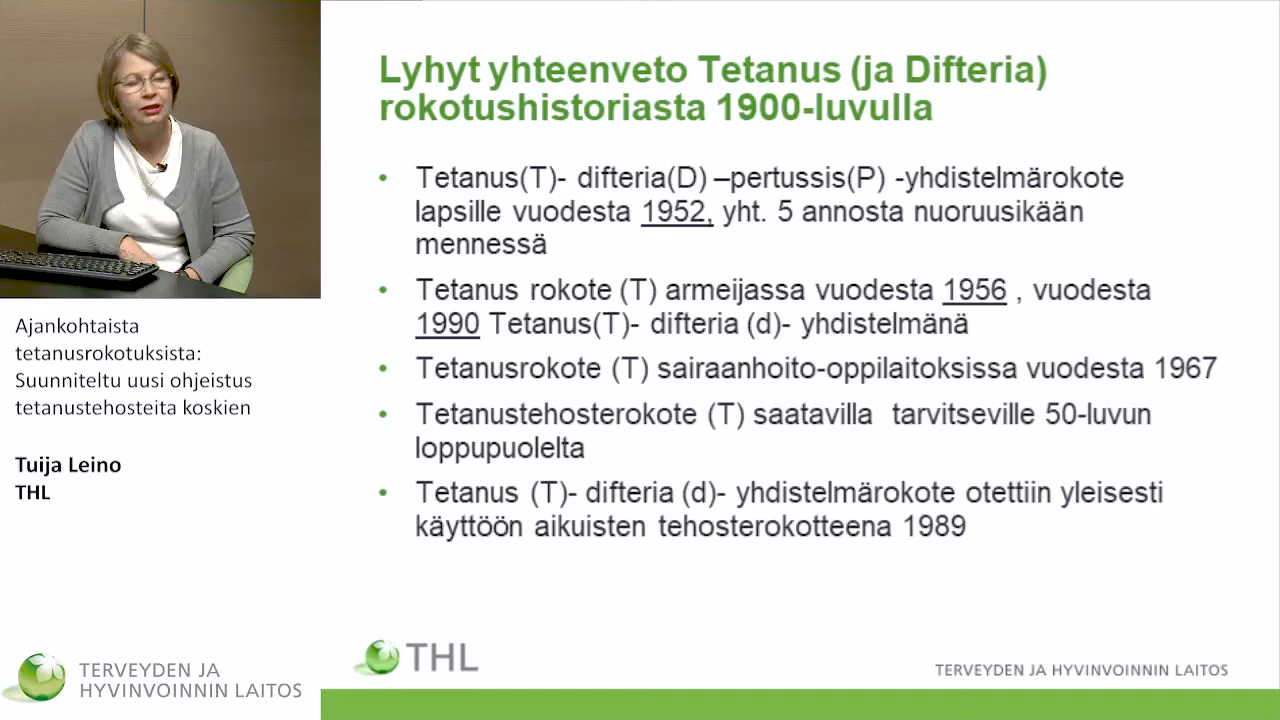 Lyhyt yhteenveto Tetanus (ja Difteria)
rokotushistoriasta 1900-luvulla
• Tetanus(T)- difteria(D) –pertussis(P) -yhdistelmärokote
lapsille vuodesta 1952, yht. 5 annosta nuoruusikään
mennessä
• Tetanus rokote (T) armeijassa vuodesta 1956 , vuodesta
1990 Tetanus(T)- difteria (d)- yhdistelmänä
• Tetanusrokote (T) sairaanhoito-oppilaitoksissa vuodesta 1967
• Tetanustehosterokote (T) saatavilla tarvitseville 50-luvun
loppupuolelta
• Tetanus (T)- difteria (d)- yhdistelmärokote otettiin yleisesti
käyttöön aikuisten tehosterokotteena 1989
Ajankohtaista
tetanusrokotuksista:
Suunniteltu uusi ohjeistus
tetanustehosteita koskien
Tuija Leino
THL
TERVEYDEN JA
HYVINVOINNIN LAITOS
THL
TERVEYDEN JA HYVINVOINNIN LAITOS